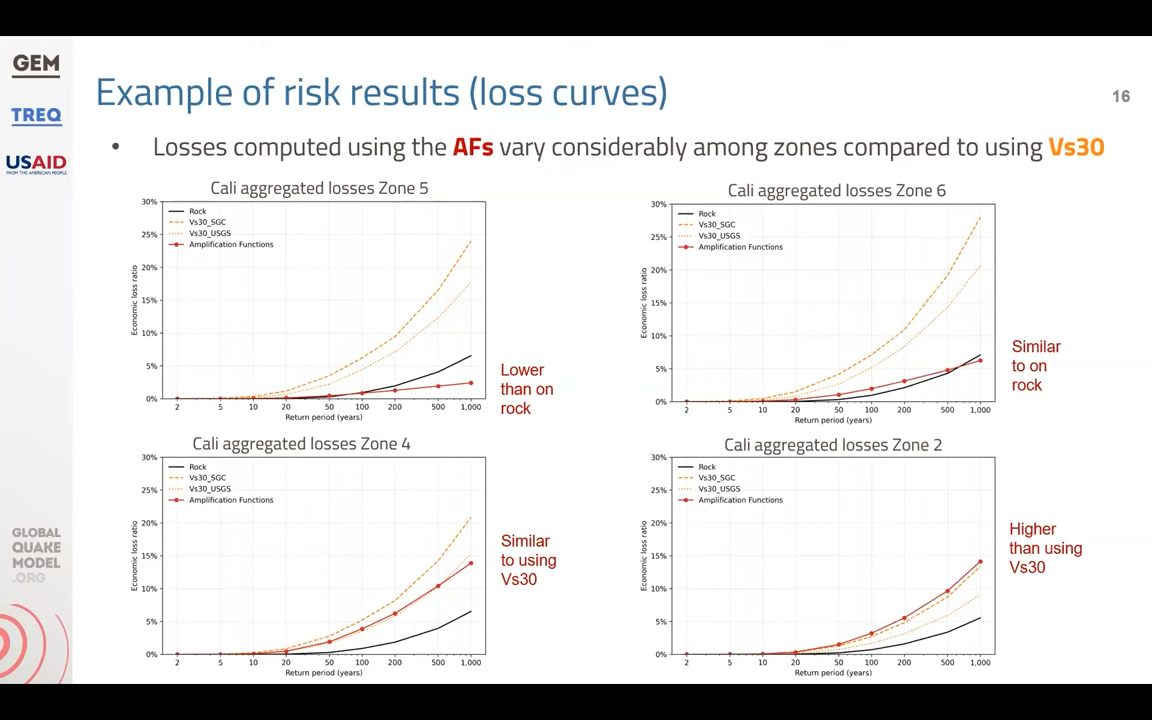 GEM
TREQ
USAID
FROM THE AMERICAN PEOPLE
GLOBAL
QUAKE
MODEL
.ORG
Example of risk results (loss curves)
16
• Losses computed using the AFs vary considerably among zones compared to using Vs30
Cali aggregated losses Zone 5
30%
25%
20%
15%
10%
5%
0%
Economic loss ratio
Rock
Vs30_SGC
Vs30_USGS
Amplification Functions
2 5 10 20 50 100 200 500 1,000
Return period (years)
Lower
than on
rock
Cali aggregated losses Zone 6
30%
25%
20%
15%
10%
5%
0%
Economic loss ratio
Rock
Vs30_SGC
Vs30_USGS
Amplification Functions
2 5 10 20 50 100 200 500 1,000
Return period (years)
Similar
to on
rock
Cali aggregated losses Zone 4
30%
25%
20%
15%
10%
5%
0%
Economic loss ratio
Rock
Vs30_SGC
Vs30_USGS
Amplification Functions
2 5 10 20 50 100 200 500 1,000
Return period (years)
Similar
to using
Vs30
Cali aggregated losses Zone 2
30%
25%
20%
15%
10%
5%
0%
Economic loss ratio
Rock
Vs30_SGC
Vs30_USGS
Amplification Functions
2 5 10 20 50 100 200 500 1,000
Return period (years)
Higher
than using
Vs30